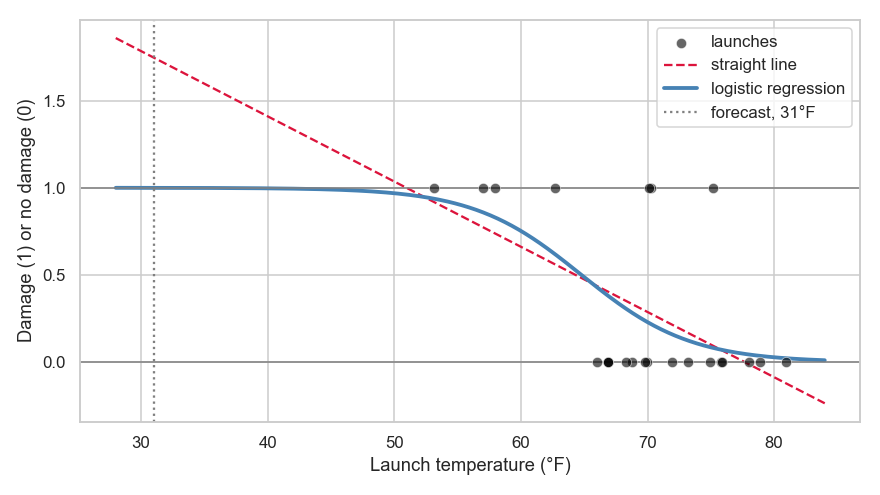 launches
straight line
logistic regression
forecast, 31°F
Damage (1) or no damage (0)
1.5
1.0
0.5
0.0
30 40 50 60 70 80
Launch temperature (°F)